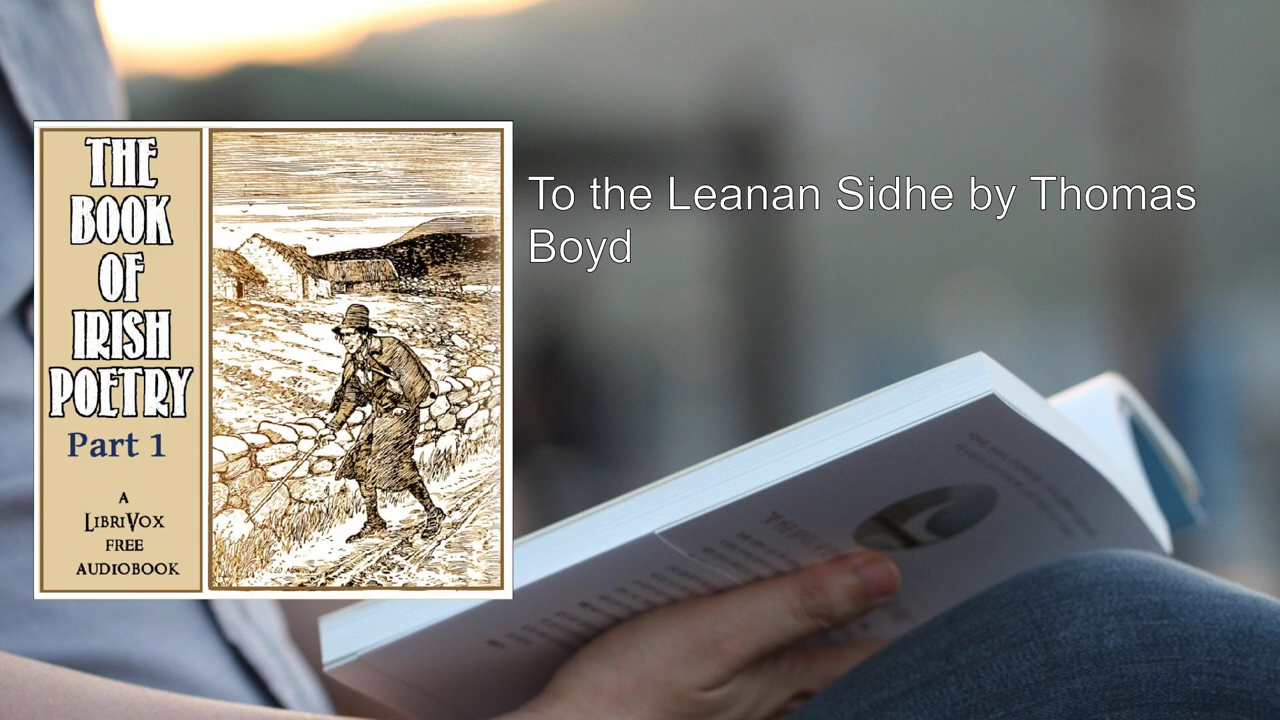 THE
BOOK
OF
IRISH
POETRY
Part 1
A
LIBRIVOX
FREE
AUDIOBOOK
To the Leanan Sidhe by Thomas
Boyd